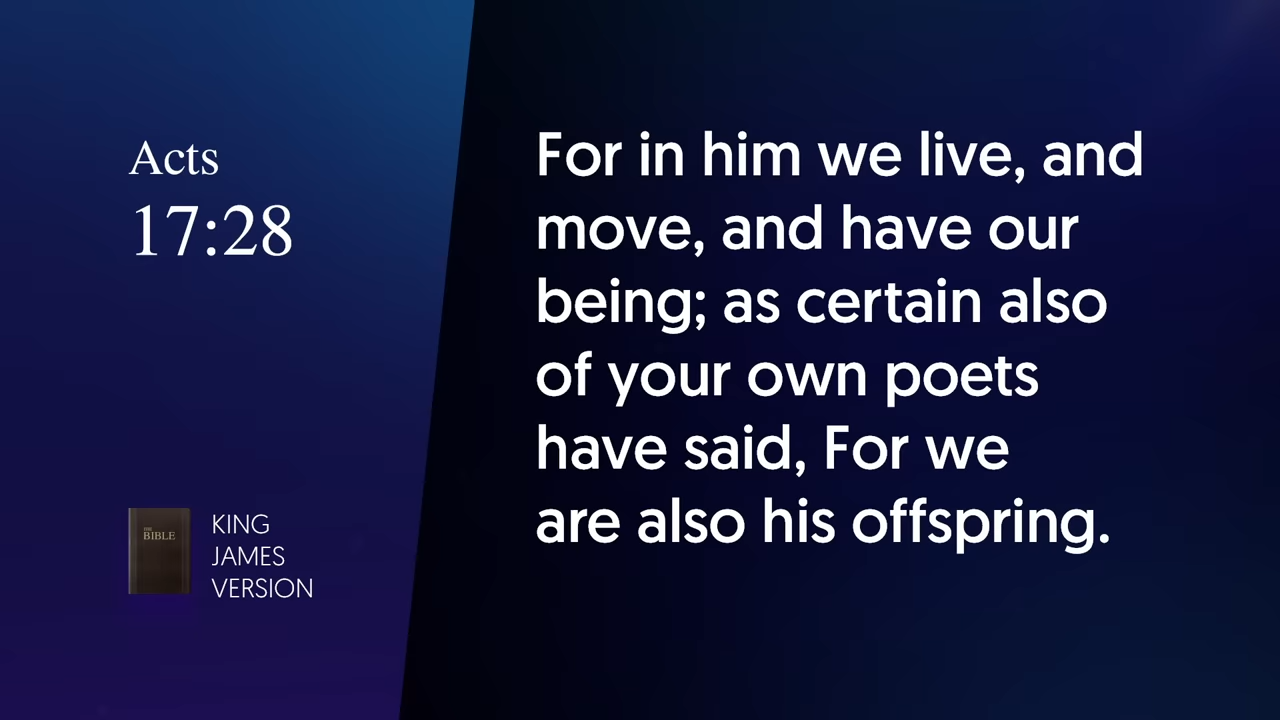 Acts
17:28
For in him we live, and
move, and have our
being; as certain also
of your own poets
have said, For we
are also his offspring.
THE
BIBLE
KING
JAMES
VERSION